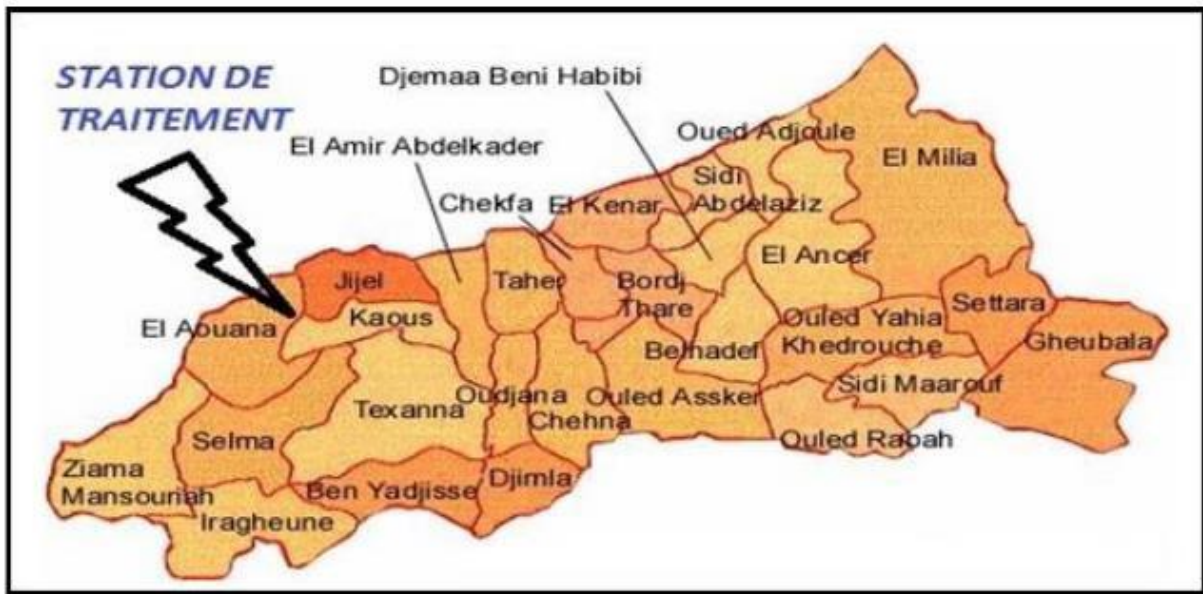 STATION DE
TRAITEMENT
Djemaa Beni Habibi
El Amir Abdelkader
Oued Adjoule
El Milia
Chekfa
El Kenar
Sidi
Abdelaziz
El Ancer
Jijel
Taher
Bordj
Thare
Settara
El Aouana
Kaous
Ouled Yahia
Khedrouche
Gheubala
Belhadef
Sidi Maarouf
Texanna
Oudjana
Ouled Assker
Chehna
Selma
Ouled Rabah
Ziama
Mansouriah
Ben Yadjisse
Djimla
Iragheune